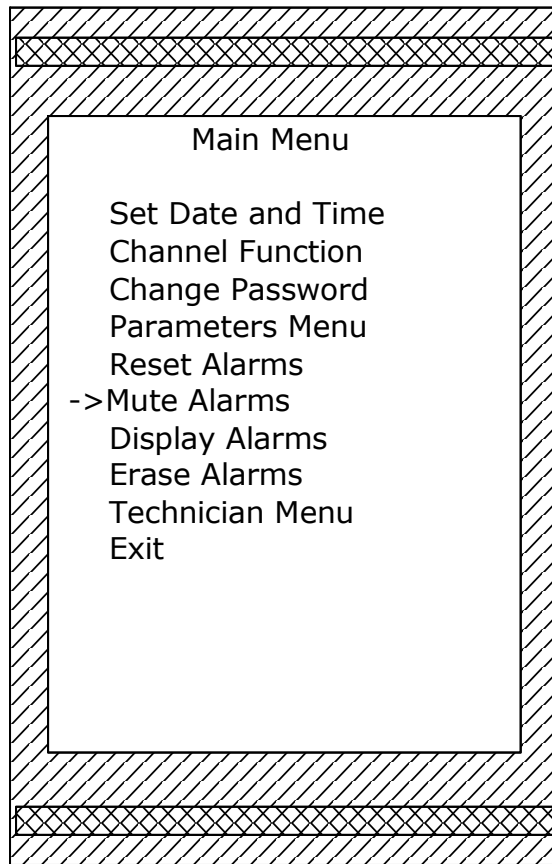 Main Menu
Set Date and Time
Channel Function
Change Password
Parameters Menu
Reset Alarms
->Mute Alarms
Display Alarms
Erase Alarms
Technician Menu
Exit